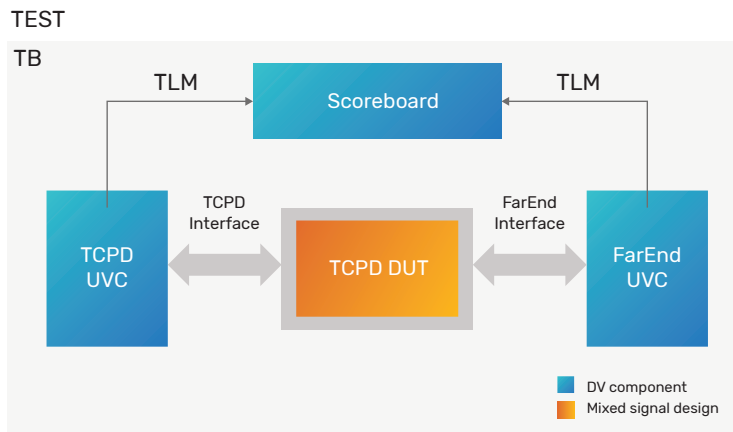 TEST
TB
TLM
TLM
Scoreboard
TCPD
Interface
FarEnd
Interface
TCPD
UVC
TCPD DUT
FarEnd
UVC
DV component
Mixed signal design